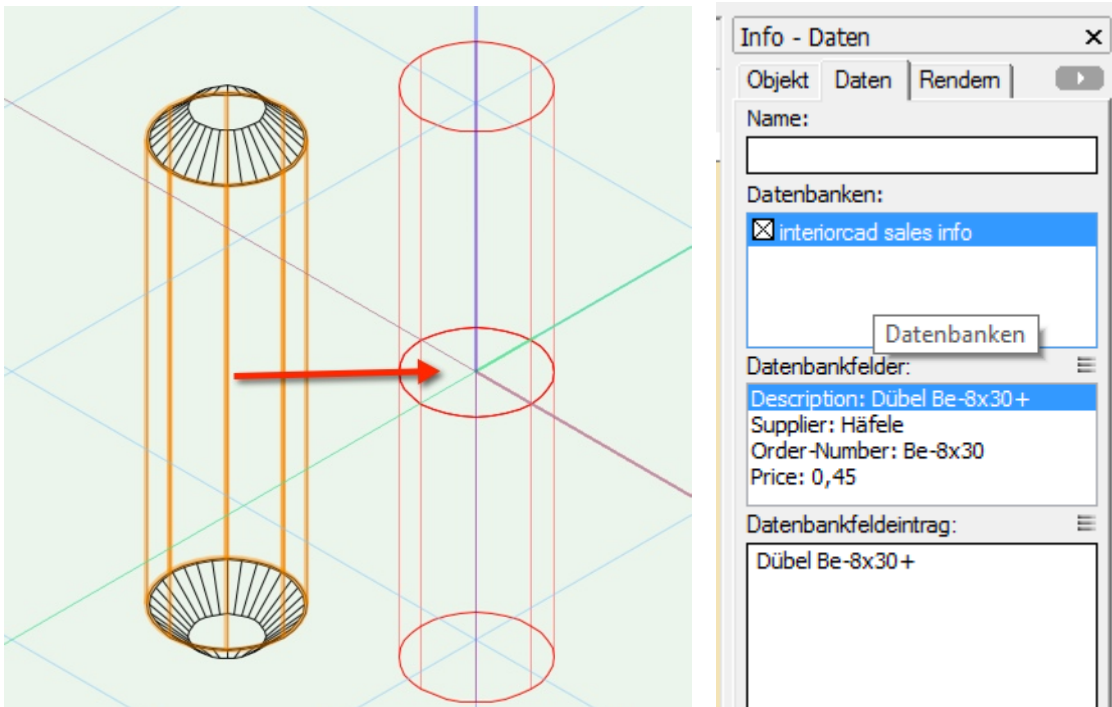 Info - Daten
Objekt Daten Rendern
Name:
Datenbanken:
interiorcad sales info
Datenbanken
Datenbankfelder:
Description: Dübel Be-8x30+
Supplier: Häfele
Order-Number: Be-8x30
Price: 0,45
Datenbankfeldeintrag:
Dübel Be-8x30+